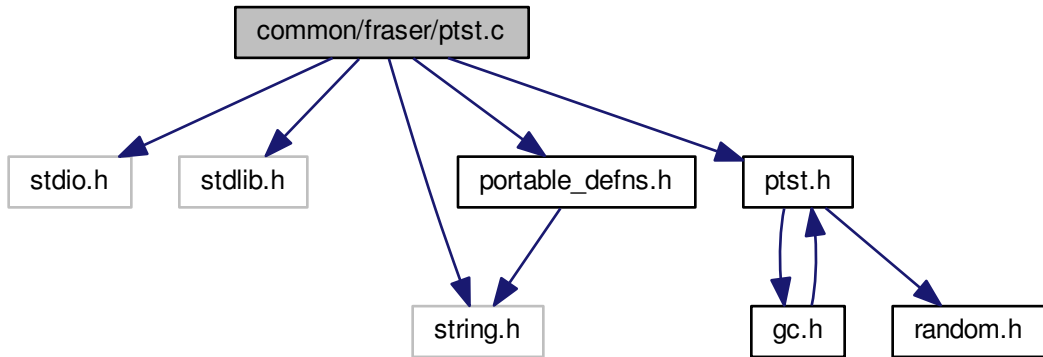 common/fraser/ptst.c
stdio.h
stdlib.h
portable_defns.h
ptst.h
string.h
gc.h
random.h